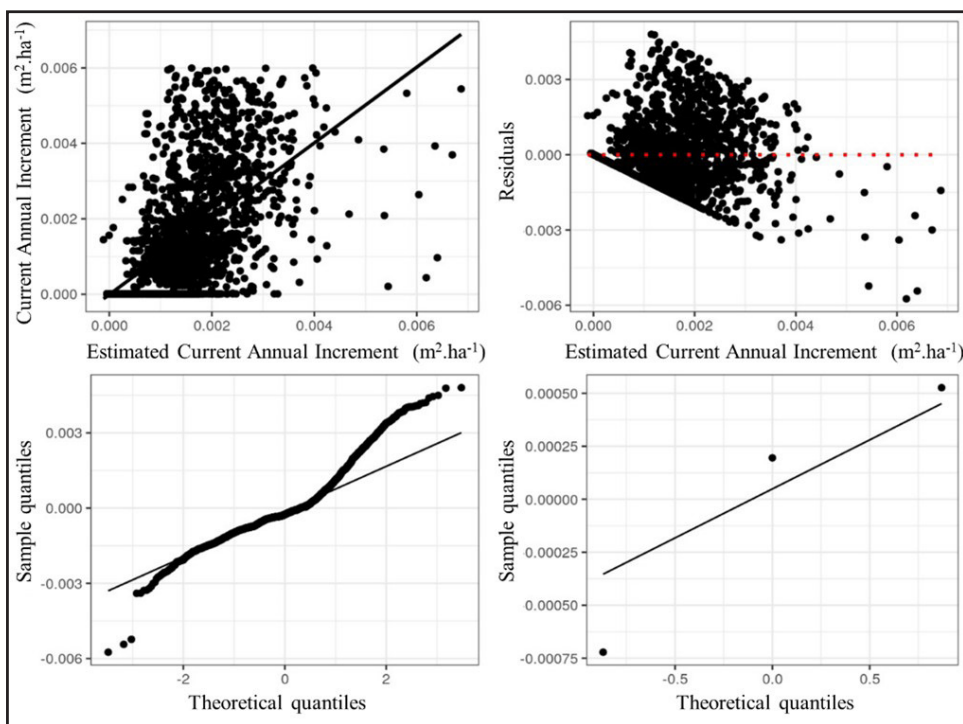 Current Annual Increment (m².ha⁻¹)
0.006
0.004
0.002
0.000
0.000 0.002 0.004 0.006
Estimated Current Annual Increment (m².ha⁻¹)
Residuals
0.003
0.000
0.003
-0.006
0.000 0.002 0.004 0.006
Estimated Current Annual Increment (m².ha⁻¹)
Sample quantiles
0.003
0.000
-0.003
-0.006
-2 0 2
Theoretical quantiles
Sample quantiles
0.00050
0.00025
0.00000
0.00025
0.00050
-0.00075
-0.5 0.0 0.5
Theoretical quantiles